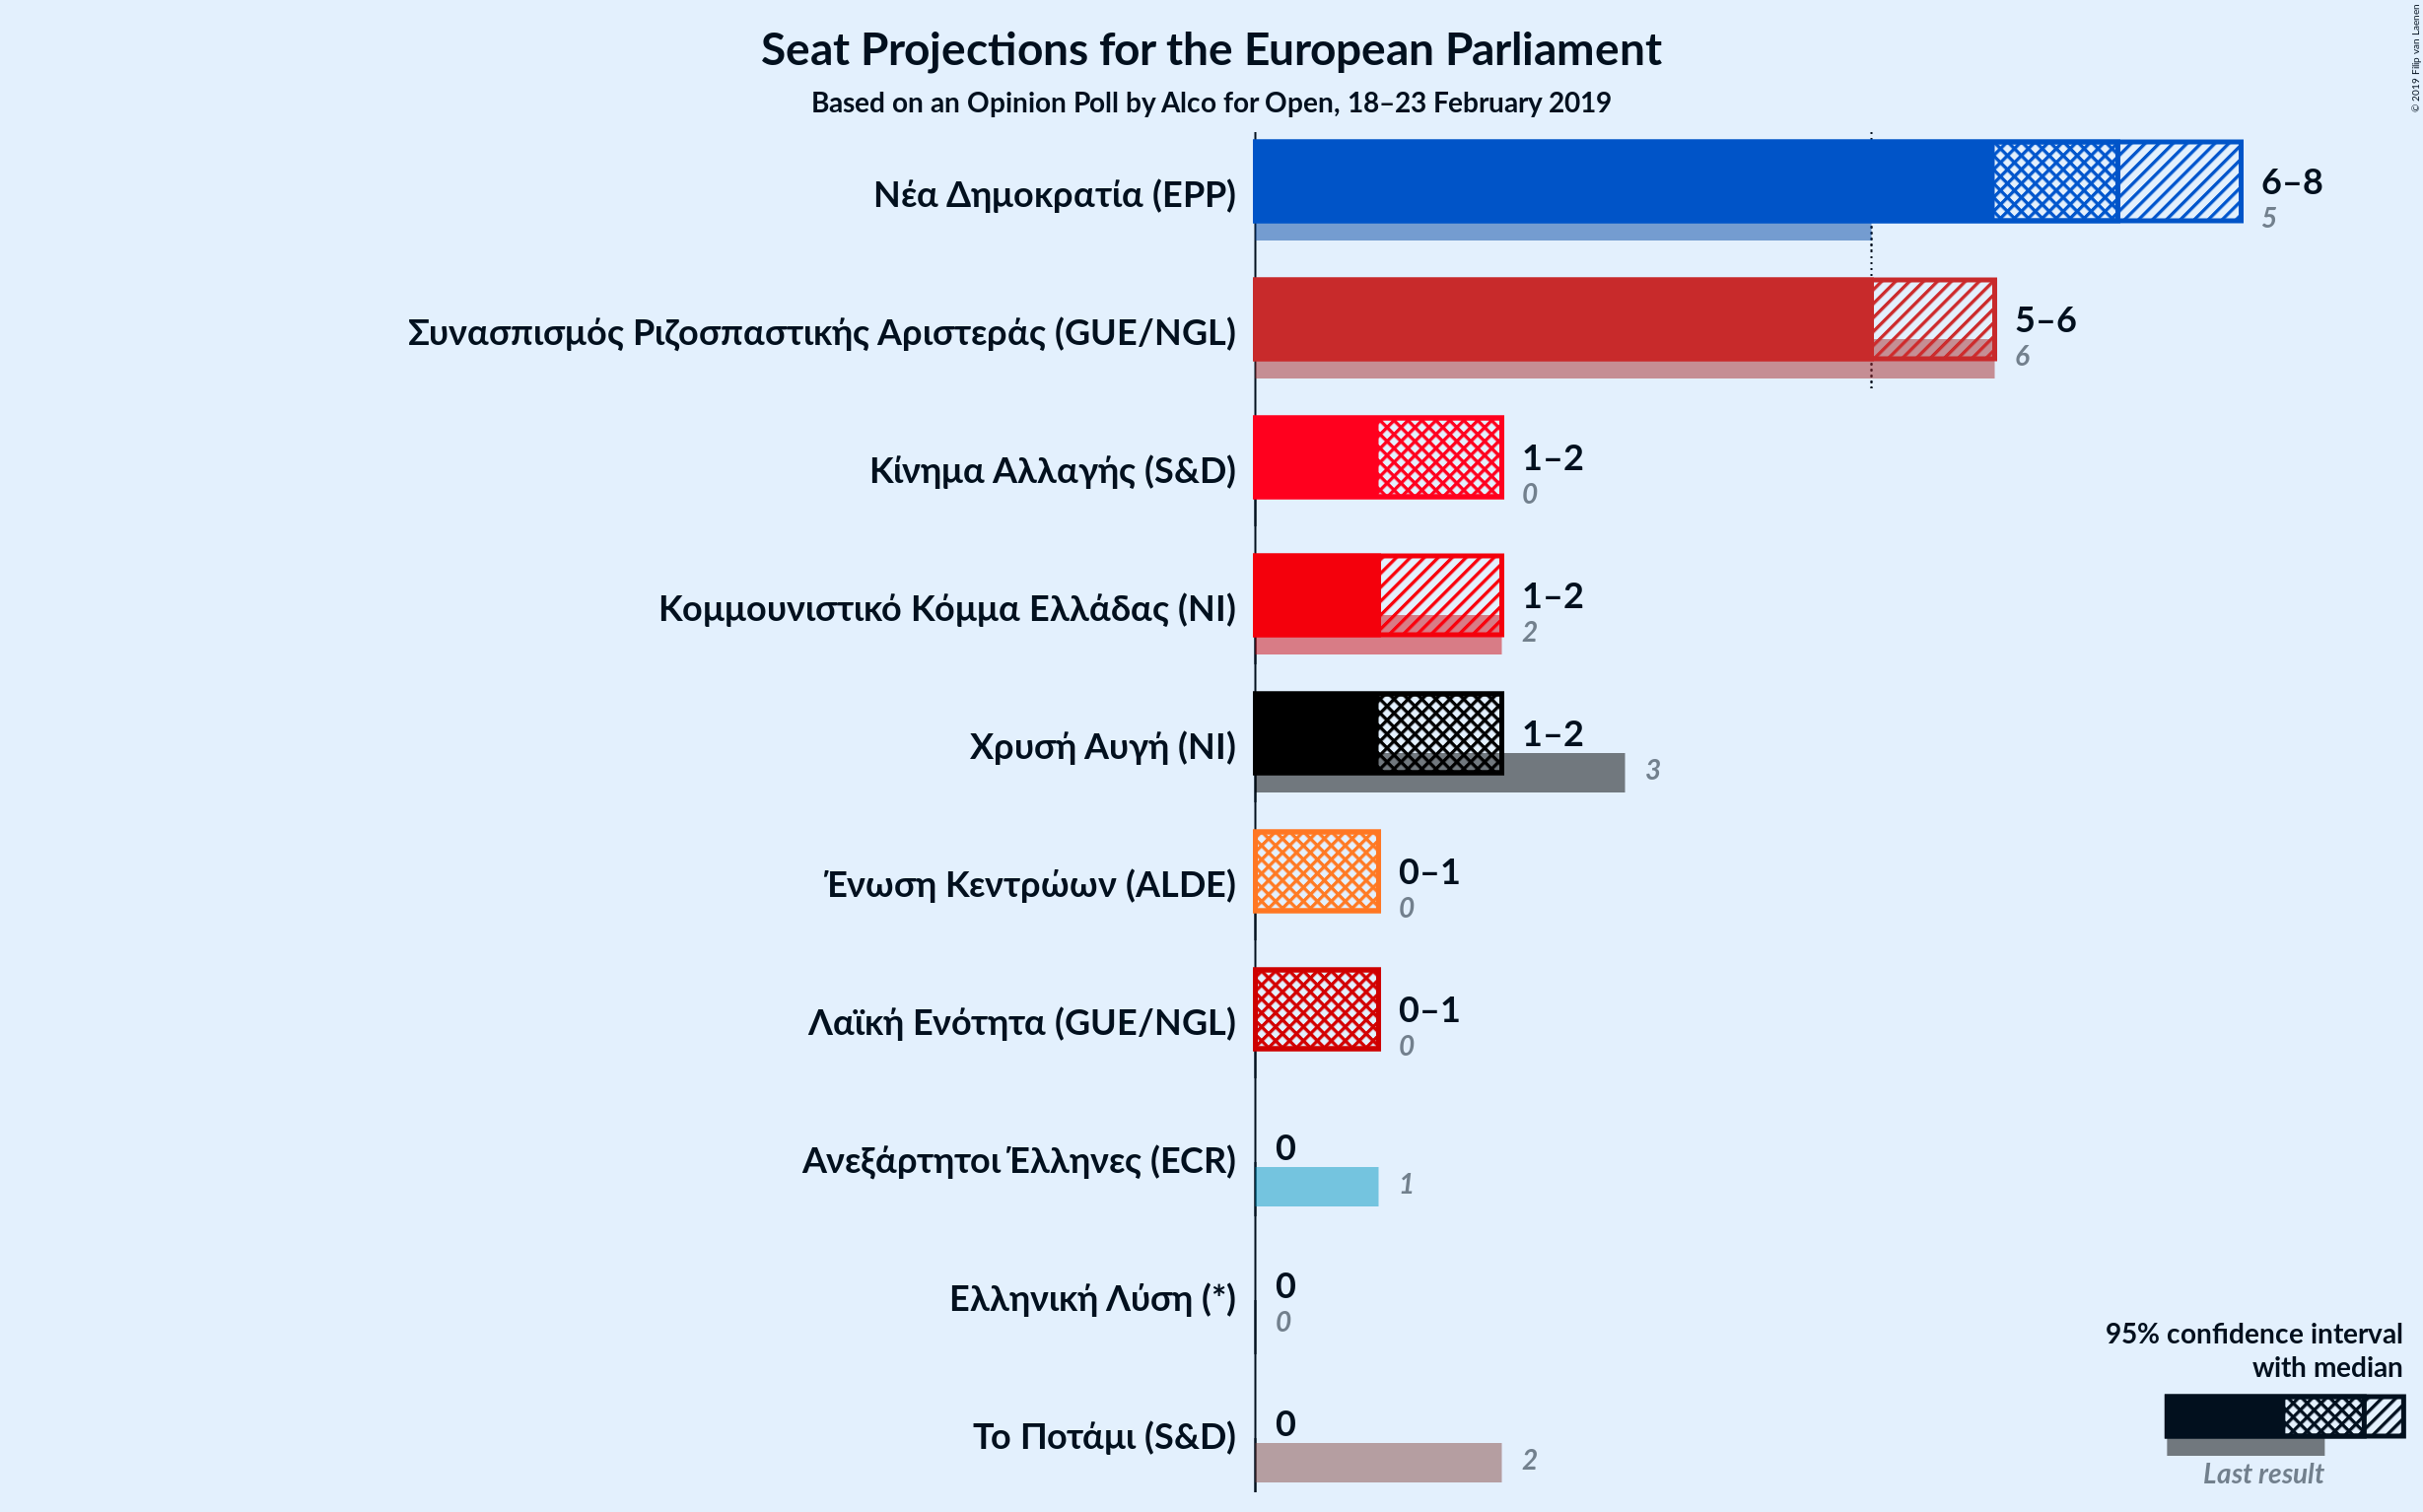 Seat Projections for the European Parliament
Based on an Opinion Poll by Alco for Open, 18–23 February 2019
© 2019 Filip van Laenen
Νέα Δημοκρατία (EPP)
6–8
5
Συνασπισμός Ριζοσπαστικής Αριστεράς (GUE/NGL)
5–6
6
Κίνημα Αλλαγής (S&D)
1–2
0
Κομμουνιστικό Κόμμα Ελλάδας (NI)
1–2
2
Χρυσή Αυγή (NI)
1–2
3
Ένωση Κεντρώων (ALDE)
0–1
0
Λαϊκή Ενότητα (GUE/NGL)
0–1
0
Ανεξάρτητοι Έλληνες (ECR)
0
1
Ελληνική Λύση (*)
0
0
Το Ποτάμι (S&D)
0
2
95% confidence interval
with median
Last result